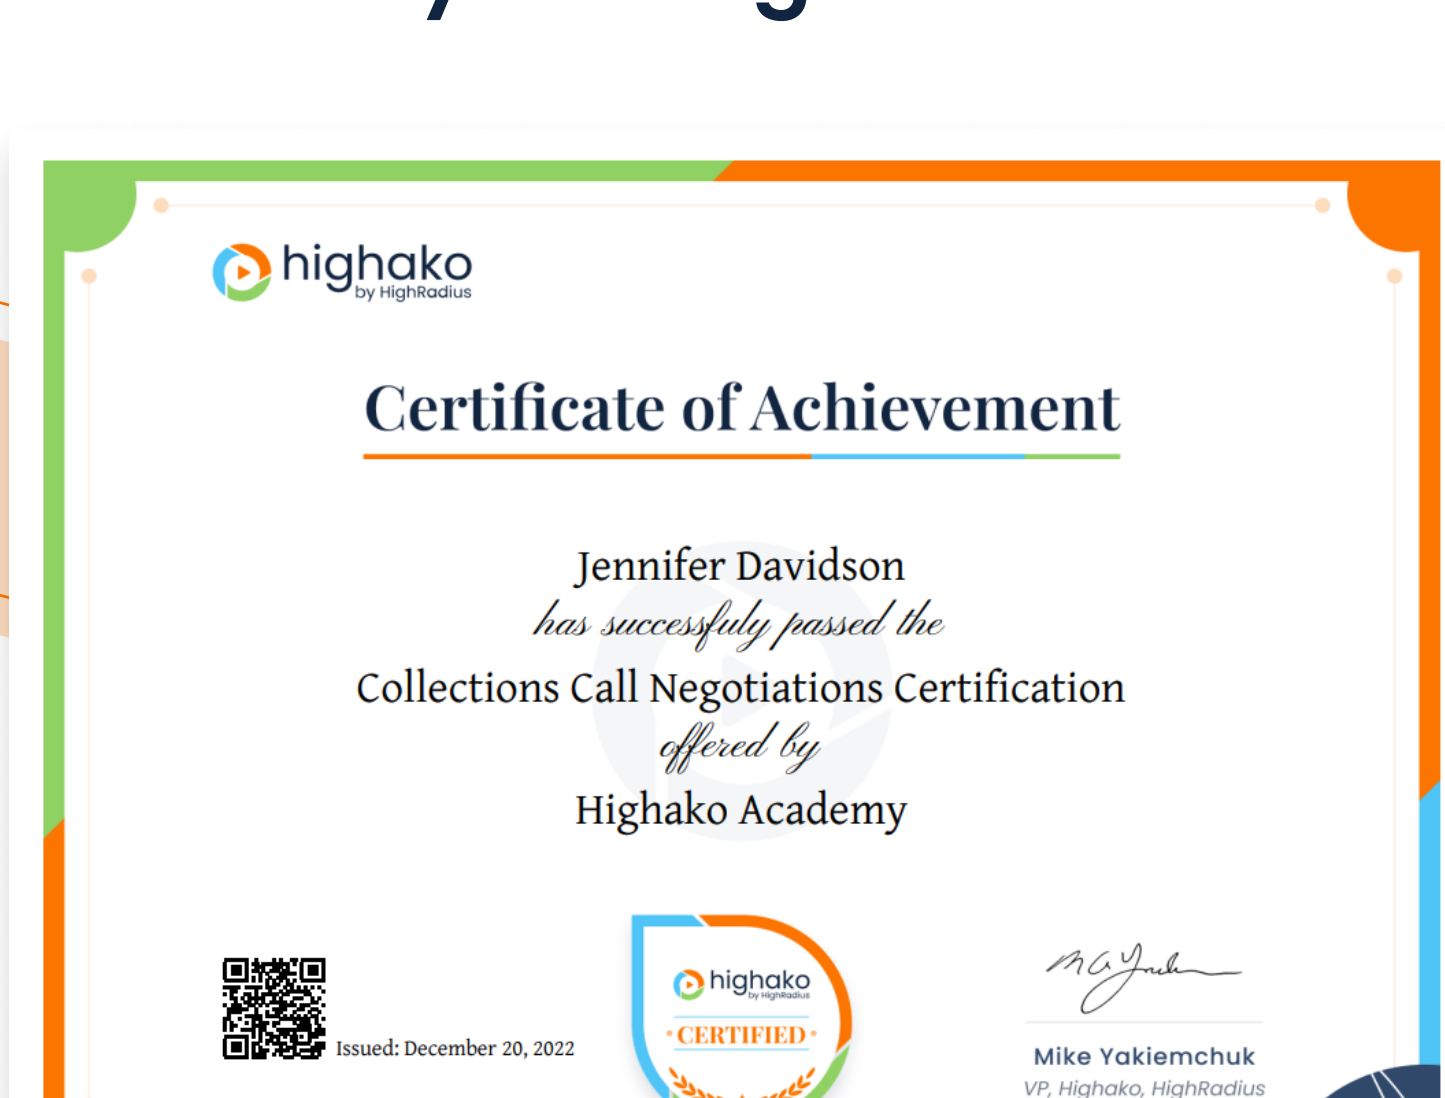 highako
by HighRadius
Certificate of Achievement
Jennifer Davidson
has successfuly passed the
Collections Call Negotiations Certification
offered by
Highako Academy
highako
by HighRadius
CERTIFIED
Issued: December 20, 2022
Mike Yakiemchuk
VP, Highako, HighRadius